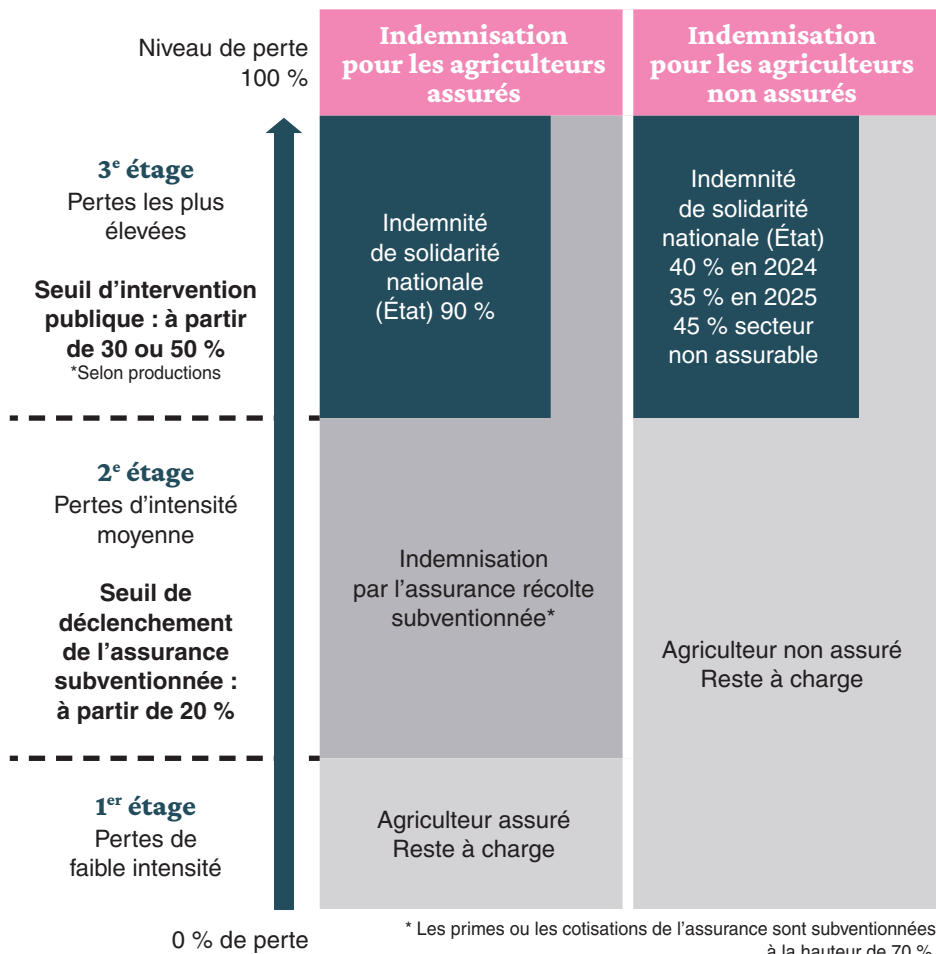 Niveau de perte
100 %
Indemnisation
pour les agriculteurs
assurés
Indemnisation
pour les agriculteurs
non assurés
3e étage
Pertes les plus
élevées
Seuil d’intervention
publique : à partir
de 30 ou 50 %
*Selon productions
Indemnité
de solidarité
nationale
(État) 90 %
Indemnité
de solidarité
nationale (État)
40 % en 2024
35 % en 2025
45 % secteur
non assurable
2e étage
Pertes d’intensité
moyenne
Seuil de
déclenchement
de l’assurance
subventionnée :
à partir de 20 %
Indemnisation
par l’assurance récolte
subventionnée*
Agriculteur non assuré
Reste à charge
1er étage
Pertes de
faible intensité
Agriculteur assuré
Reste à charge
0 % de perte
* Les primes ou les cotisations de l’assurance sont subventionnées
à la hauteur de 70 %.